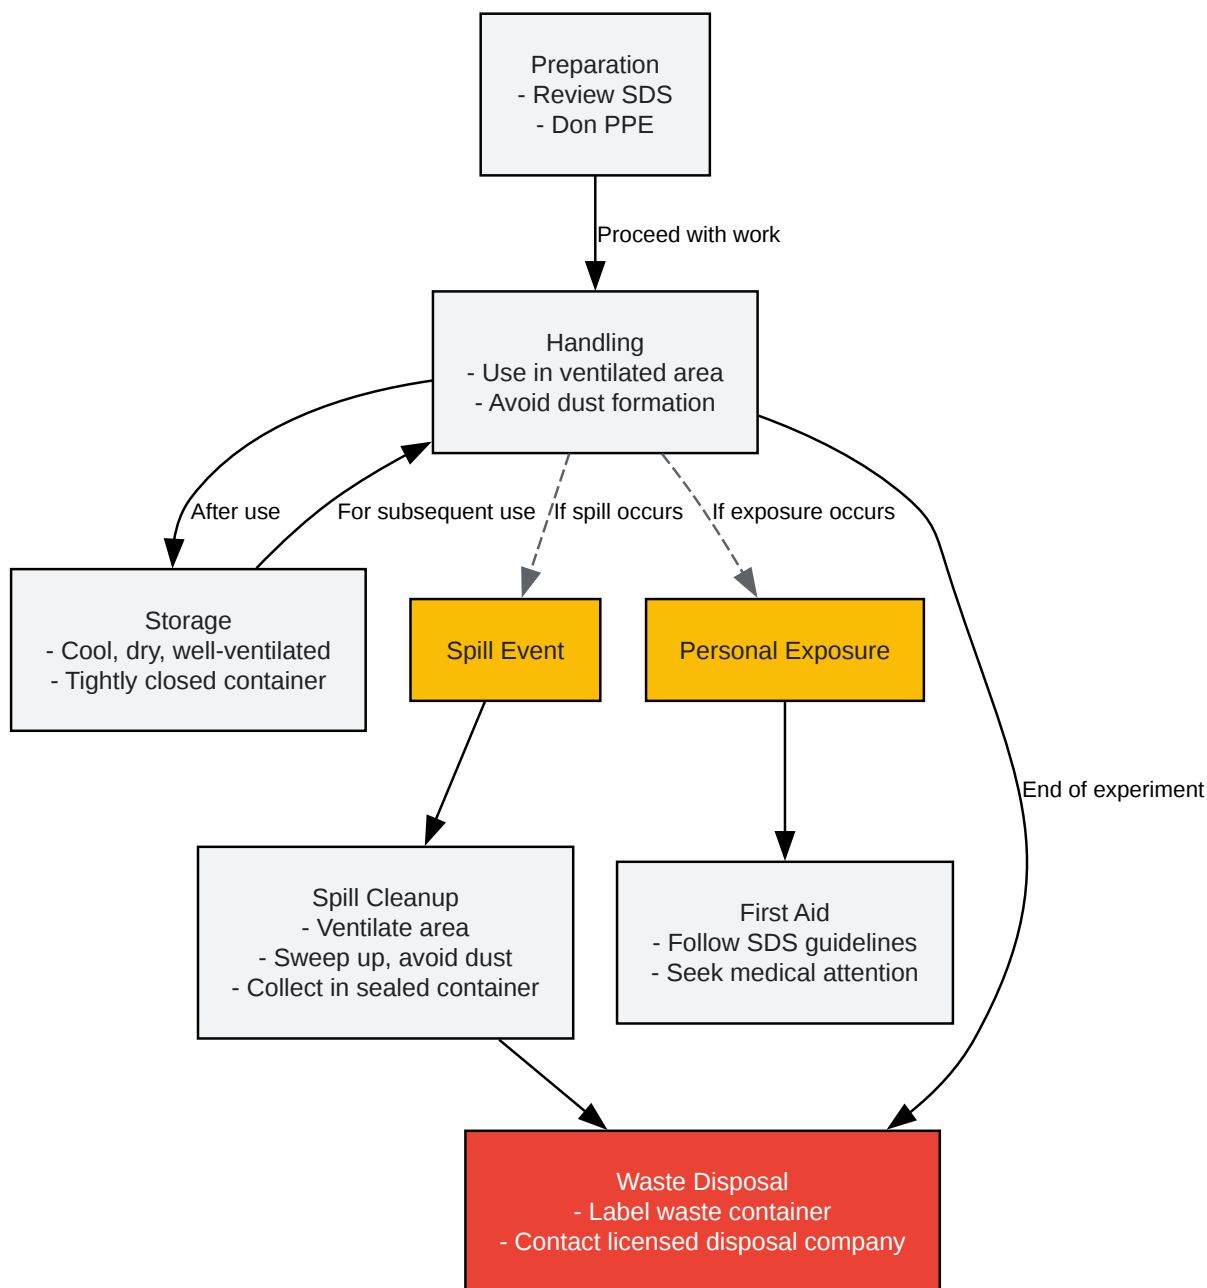 Preparation
- Review SDS
- Don PPE
Proceed with work
Handling
- Use in ventilated area
- Avoid dust formation
After use
For subsequent use
If spill occurs
If exposure occurs
Storage
- Cool, dry, well-ventilated
- Tightly closed container
Spill Event
Personal Exposure
End of experiment
Spill Cleanup
- Ventilate area
- Sweep up, avoid dust
- Collect in sealed container
First Aid
- Follow SDS guidelines
- Seek medical attention
Waste Disposal
- Label waste container
- Contact licensed disposal company